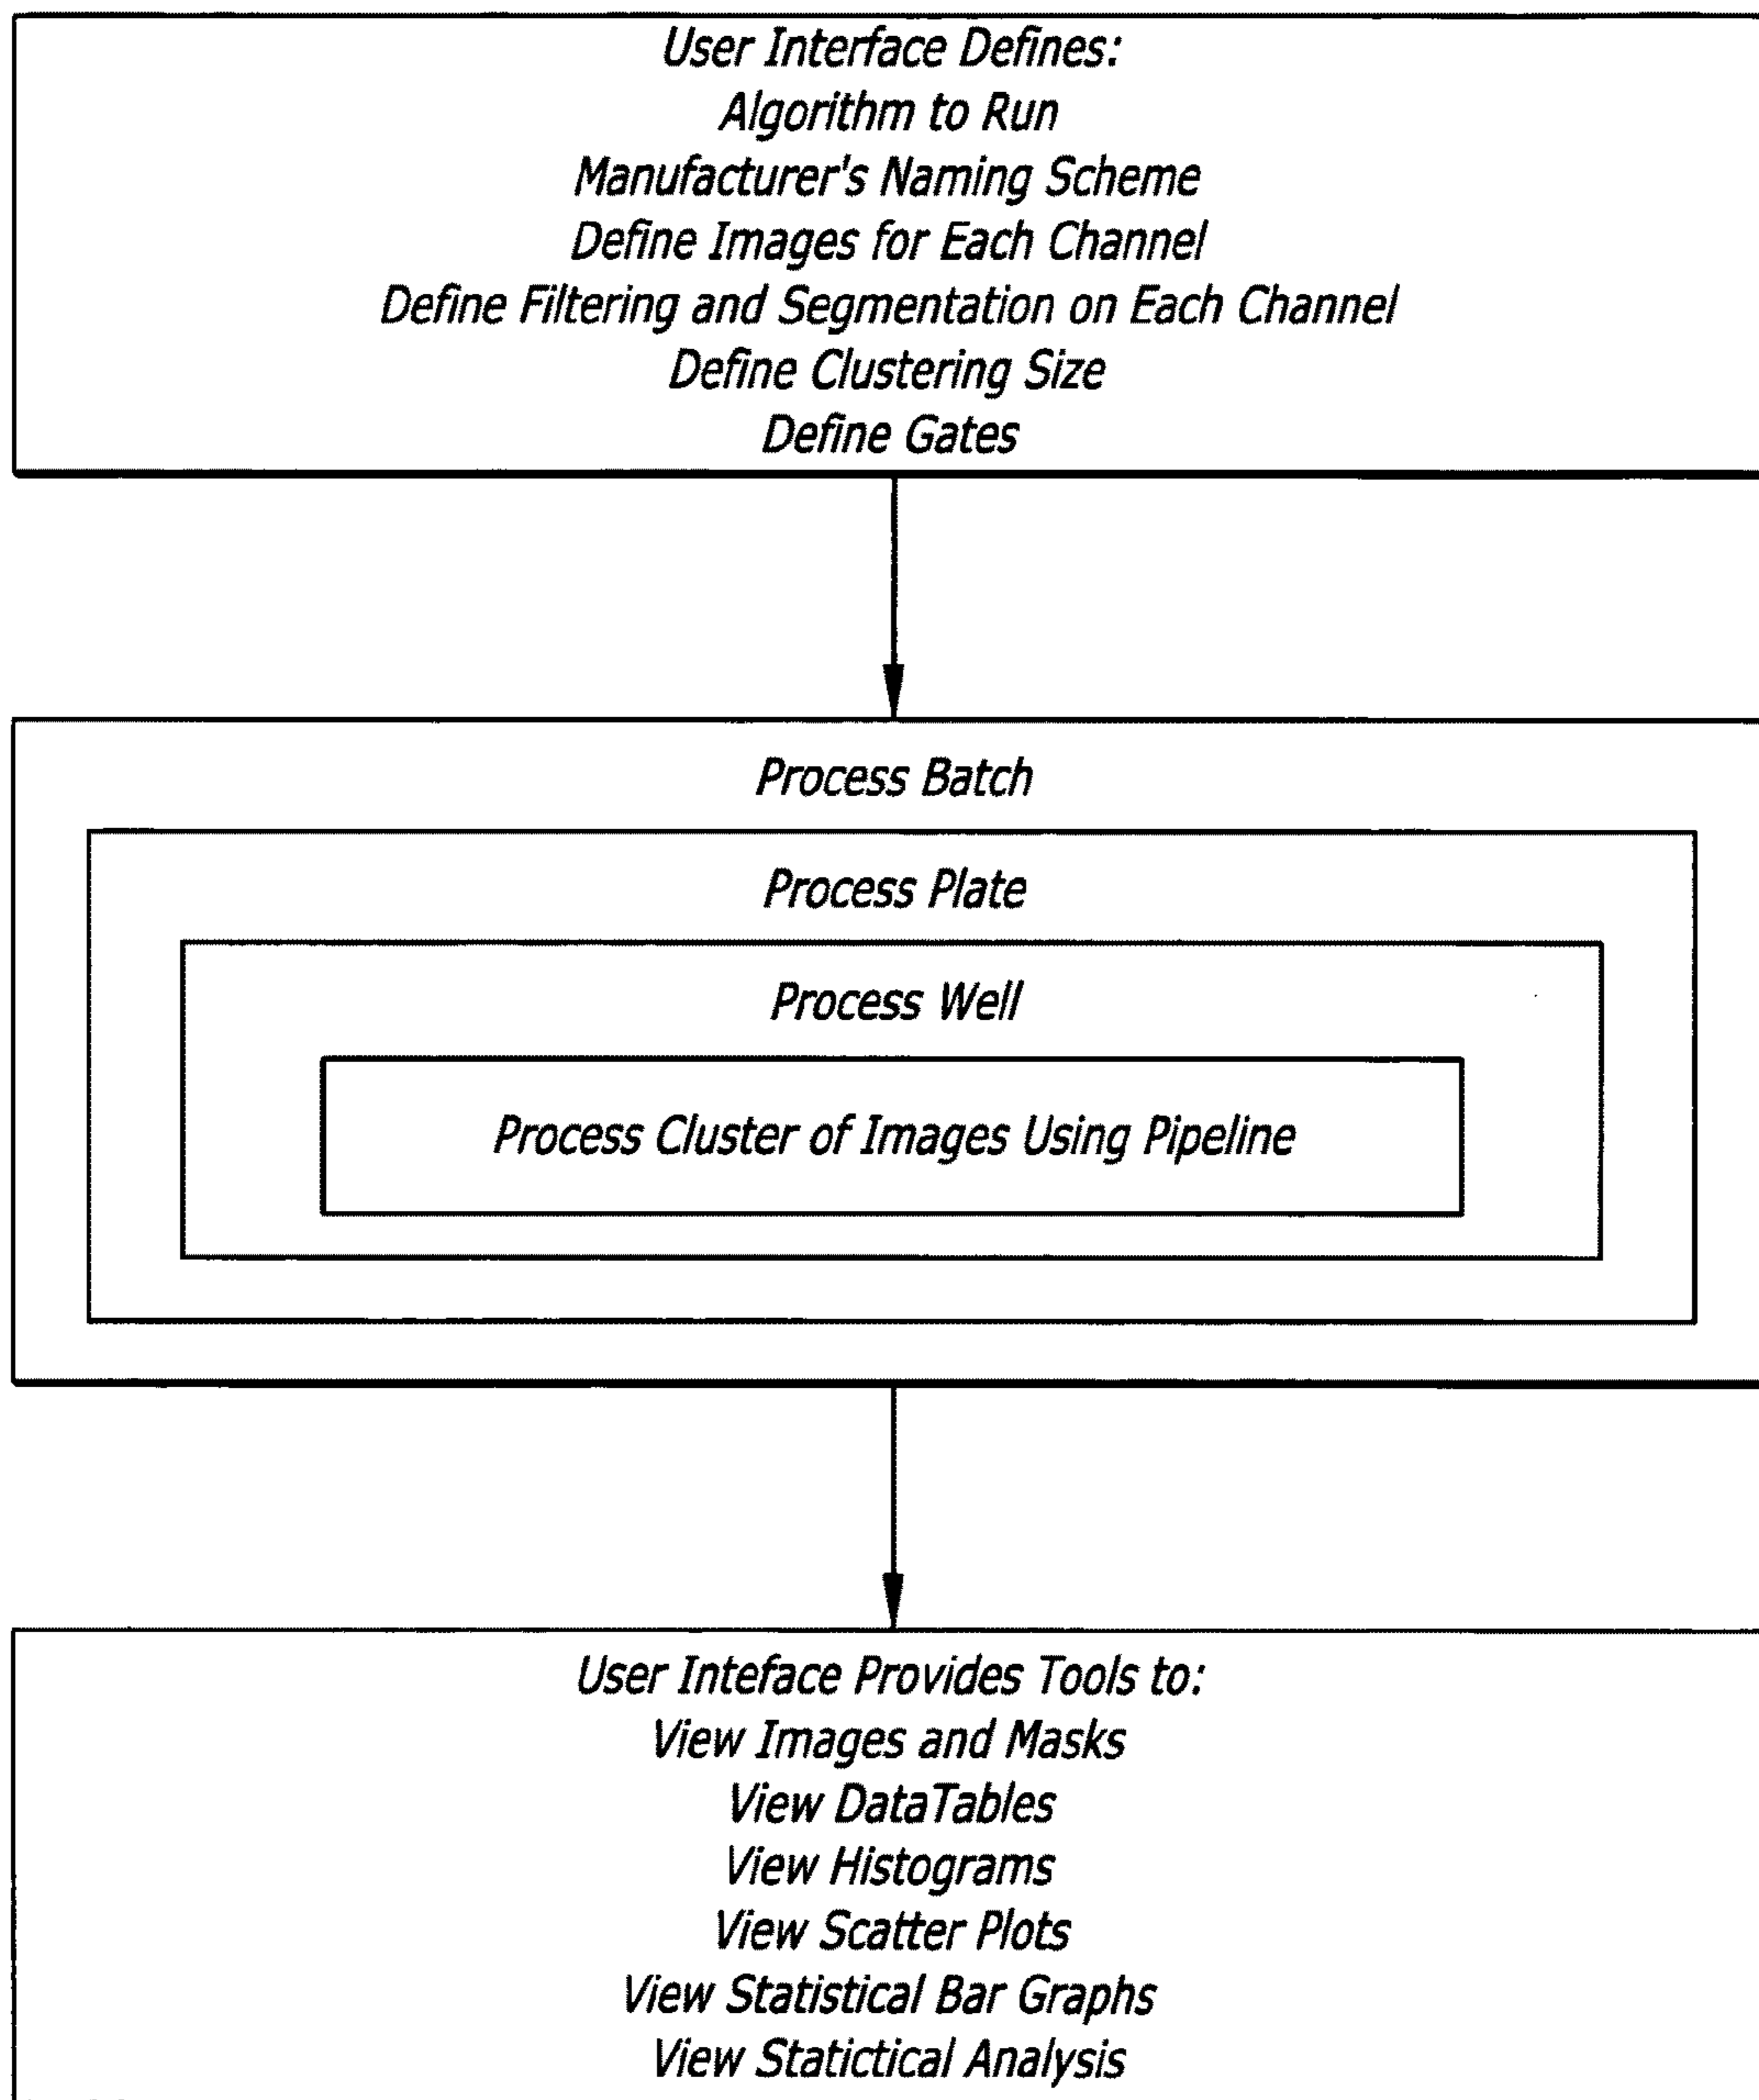 User Interface Defines:
Algorithm to Run
Manufacturer's Naming Scheme
Define Images for Each Channel
Define Filtering and Segmentation on Each Channel
Define Clustering Size
Define Gates
Process Batch
Process Plate
Process Well
Process Cluster of Images Using Pipeline
User Inteface Provides Tools to:
View Images and Masks
View DataTables
View Histograms
View Scatter Plots
View Statistical Bar Graphs
View Statictical Analysis